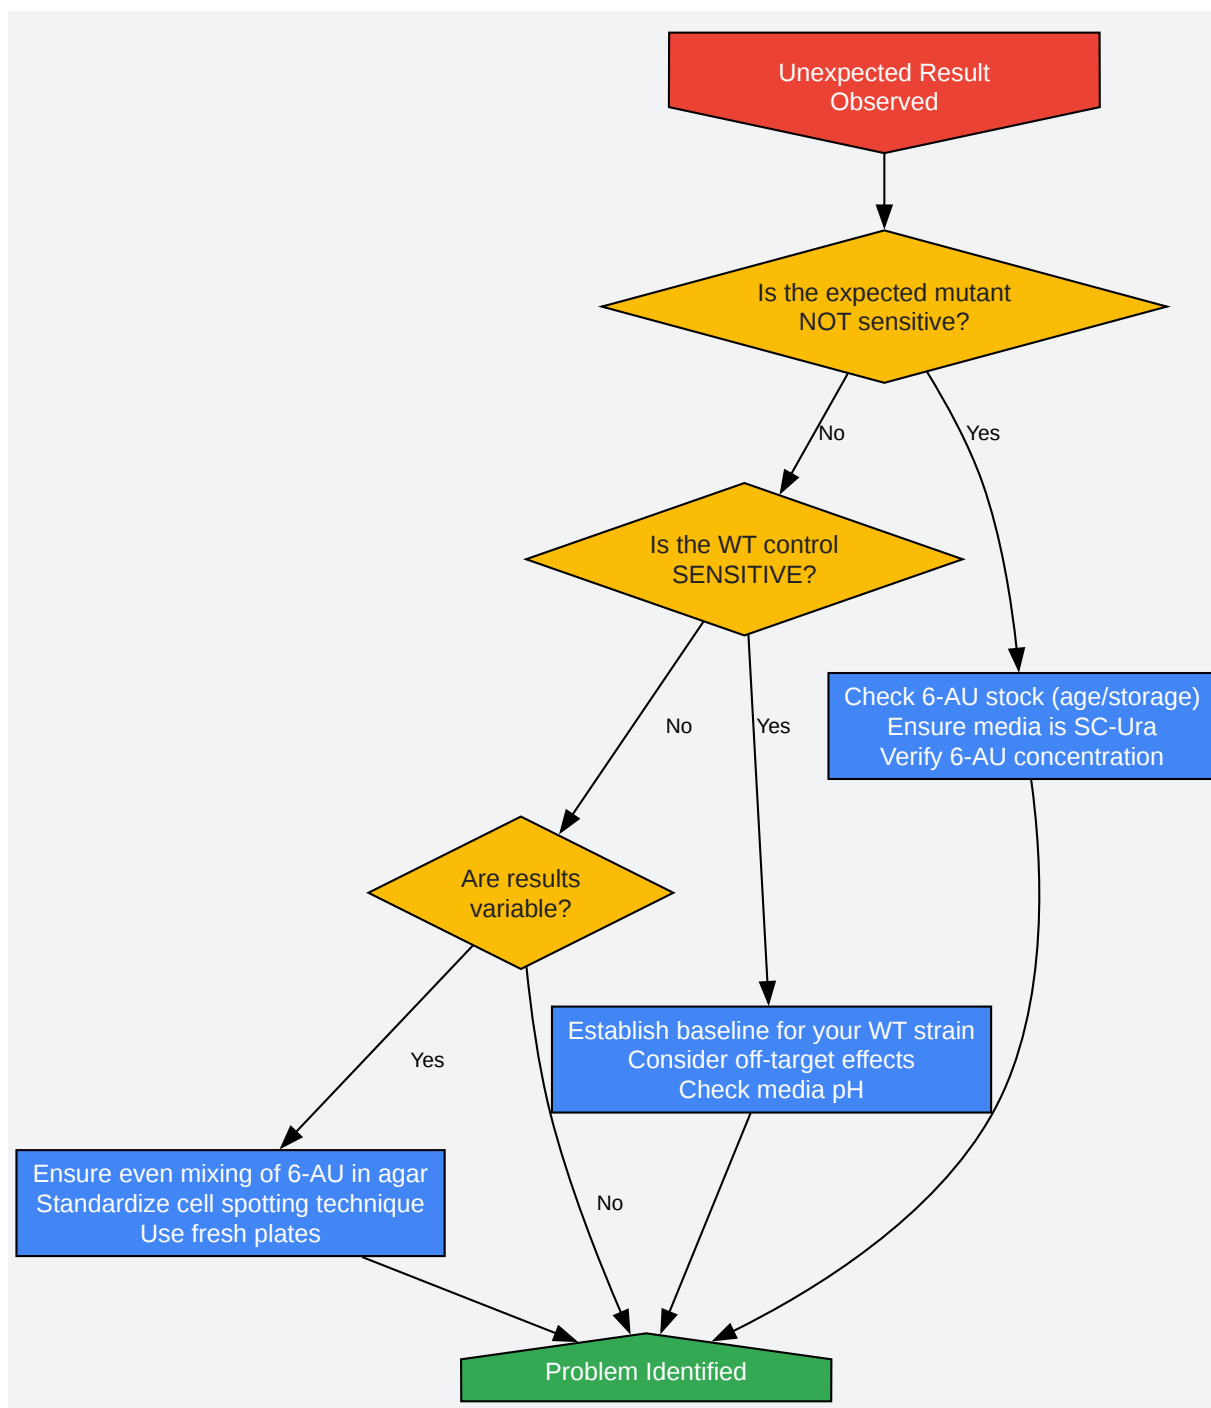 Unexpected Result
Observed
Is the expected mutant
NOT sensitive?
No
Yes
Is the WT control
SENSITIVE?
Check 6-AU stock (age/storage)
Ensure media is SC-Ura
Verify 6-AU concentration
No
Yes
Are results
variable?
Establish baseline for your WT strain
Consider off-target effects
Check media pH
Yes
Ensure even mixing of 6-AU in agar
Standardize cell spotting technique
Use fresh plates
No
Problem Identified